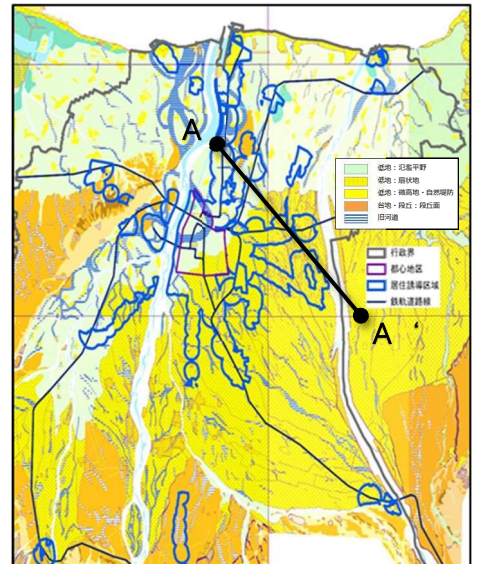 A
低地：氾濫平野
低地：扇状地
低地：微高地・自然堤防
台地・段丘：段丘面
旧河道
行政界
都心地区
居住誘導区域
鉄軌道路線
A